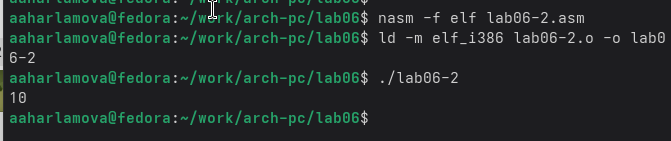 aaharlamova@fedora:~/work/arch-pc/lab06$ nasm -f elf lab06-2.asm
aaharlamova@fedora:~/work/arch-pc/lab06$ ld -m elf_i386 lab06-2.o -o lab0
6-2
aaharlamova@fedora:~/work/arch-pc/lab06$ ./lab06-2
10
aaharlamova@fedora:~/work/arch-pc/lab06$